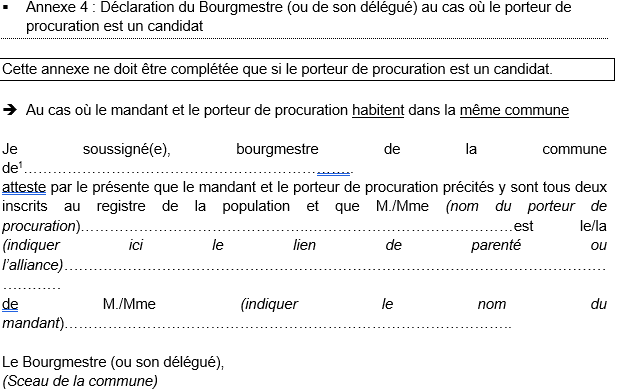 ▪ Annexe 4 : Déclaration du Bourgmestre (ou de son délégué) au cas où le porteur de
procuration est un candidat
Cette annexe ne doit être complétée que si le porteur de procuration est un candidat.
➔ Au cas où le mandant et le porteur de procuration habitent dans la même commune
Je soussigné(e), bourgmestre de la commune
de¹……………………………………………………….……..
atteste par le présente que le mandant et le porteur de procuration précités y sont tous deux
inscrits au registre de la population et que M./Mme (nom du porteur de
procuration)………………………………………………………………………………est le/la
(indiquer ici le lien de parenté ou
l'alliance)……………………………………………………………………………………………………
…………
de M./Mme (indiquer le nom du
mandant)………………………………………………………………………………….
Le Bourgmestre (ou son délégué),
(Sceau de la commune)